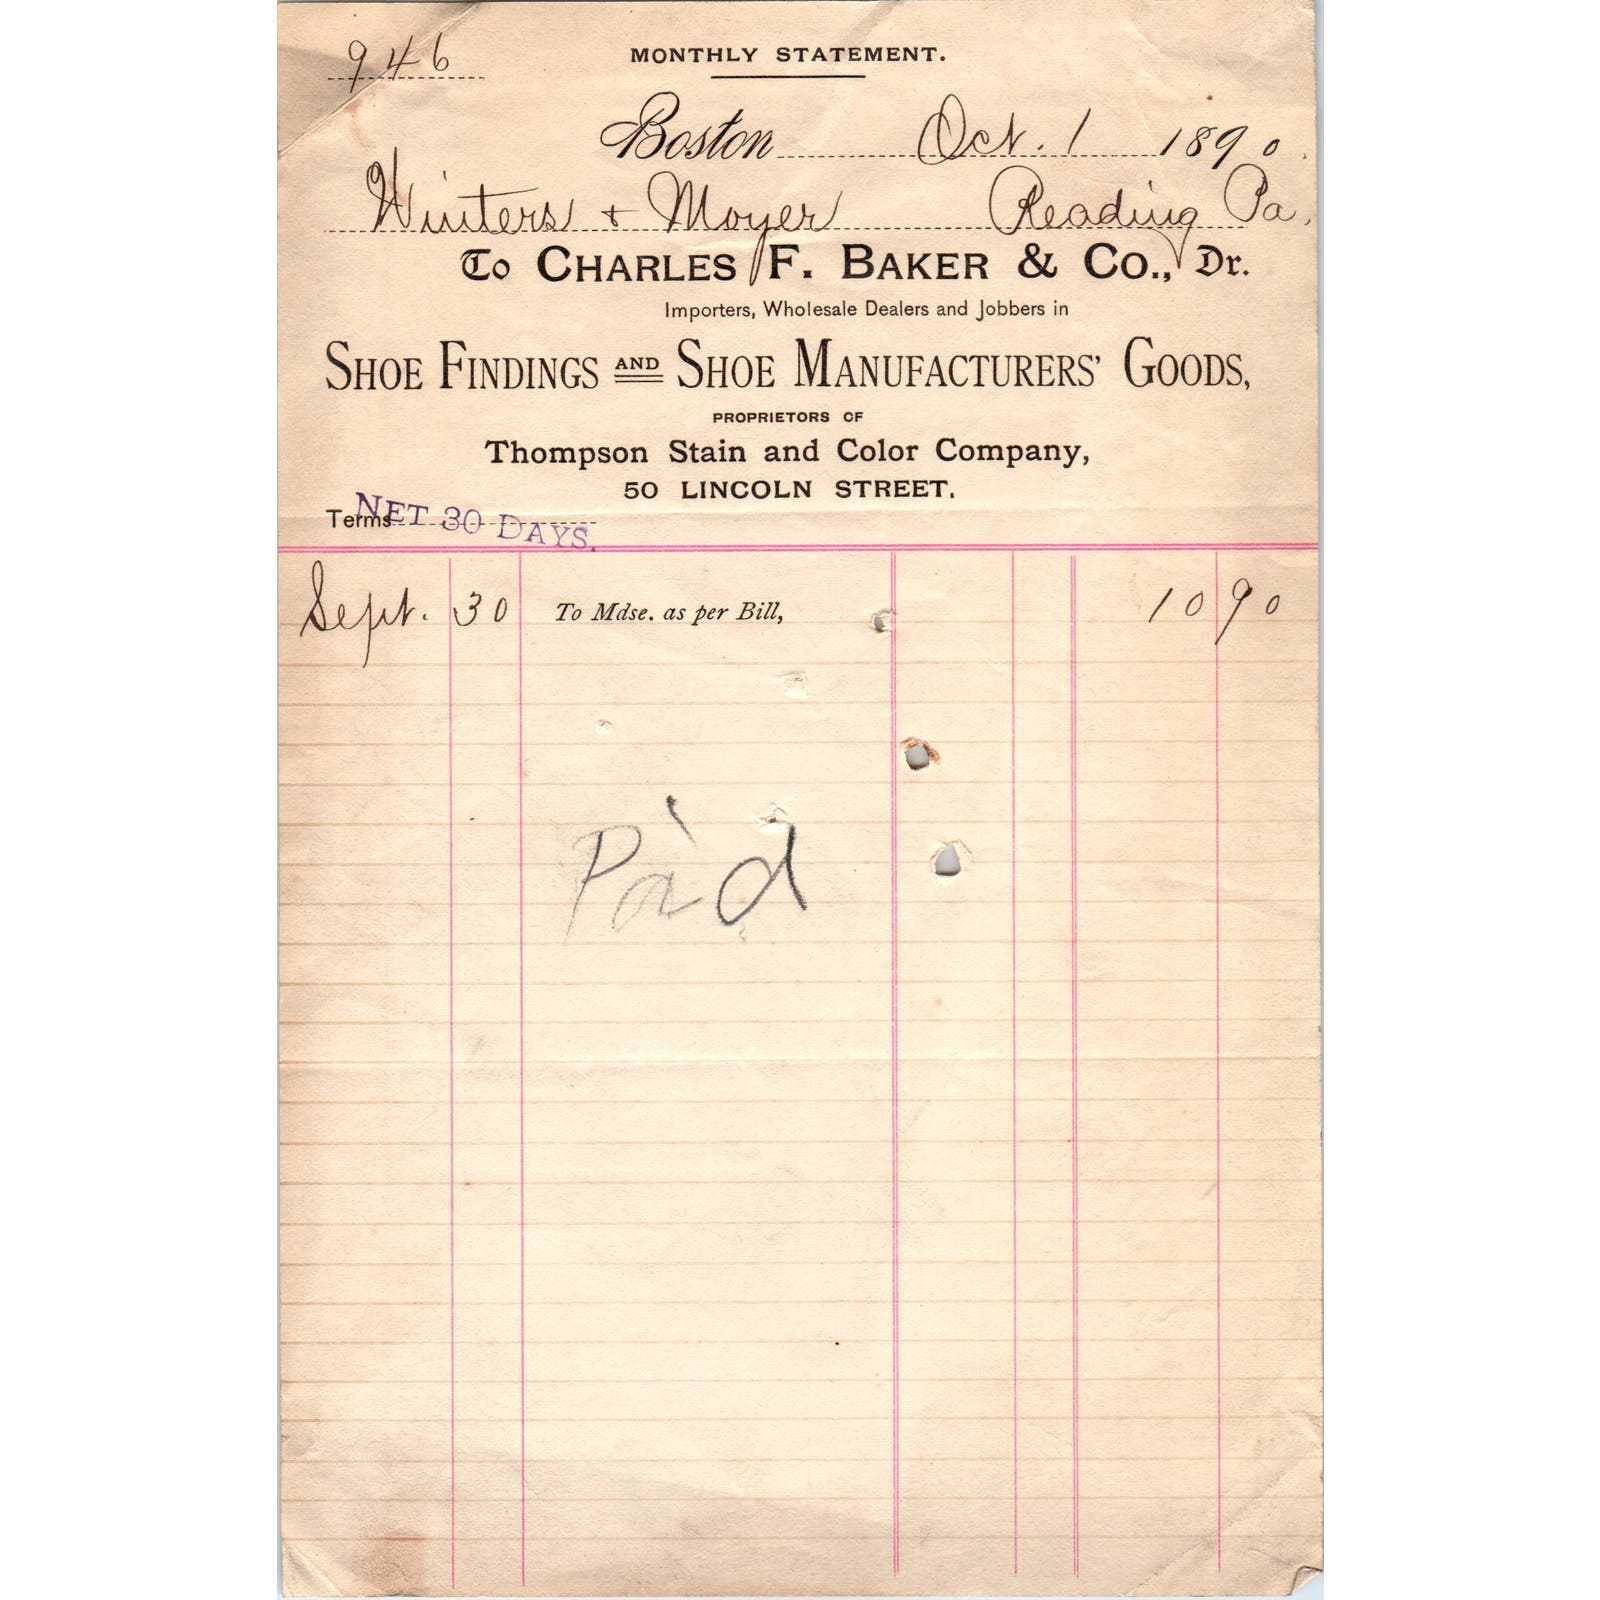 946
MONTHLY STATEMENT.
Boston Oct. 1 1890.
Winters + Moyer Reading Pa.
To CHARLES F. BAKER & CO., Dr.
Importers, Wholesale Dealers and Jobbers in
SHOE FINDINGS AND SHOE MANUFACTURERS' GOODS,
PROPRIETORS OF
Thompson Stain and Color Company,
50 LINCOLN STREET.
Terms NET 30 DAYS.
Sept. 30 To Mdse. as per Bill, 10 90
Pa'd